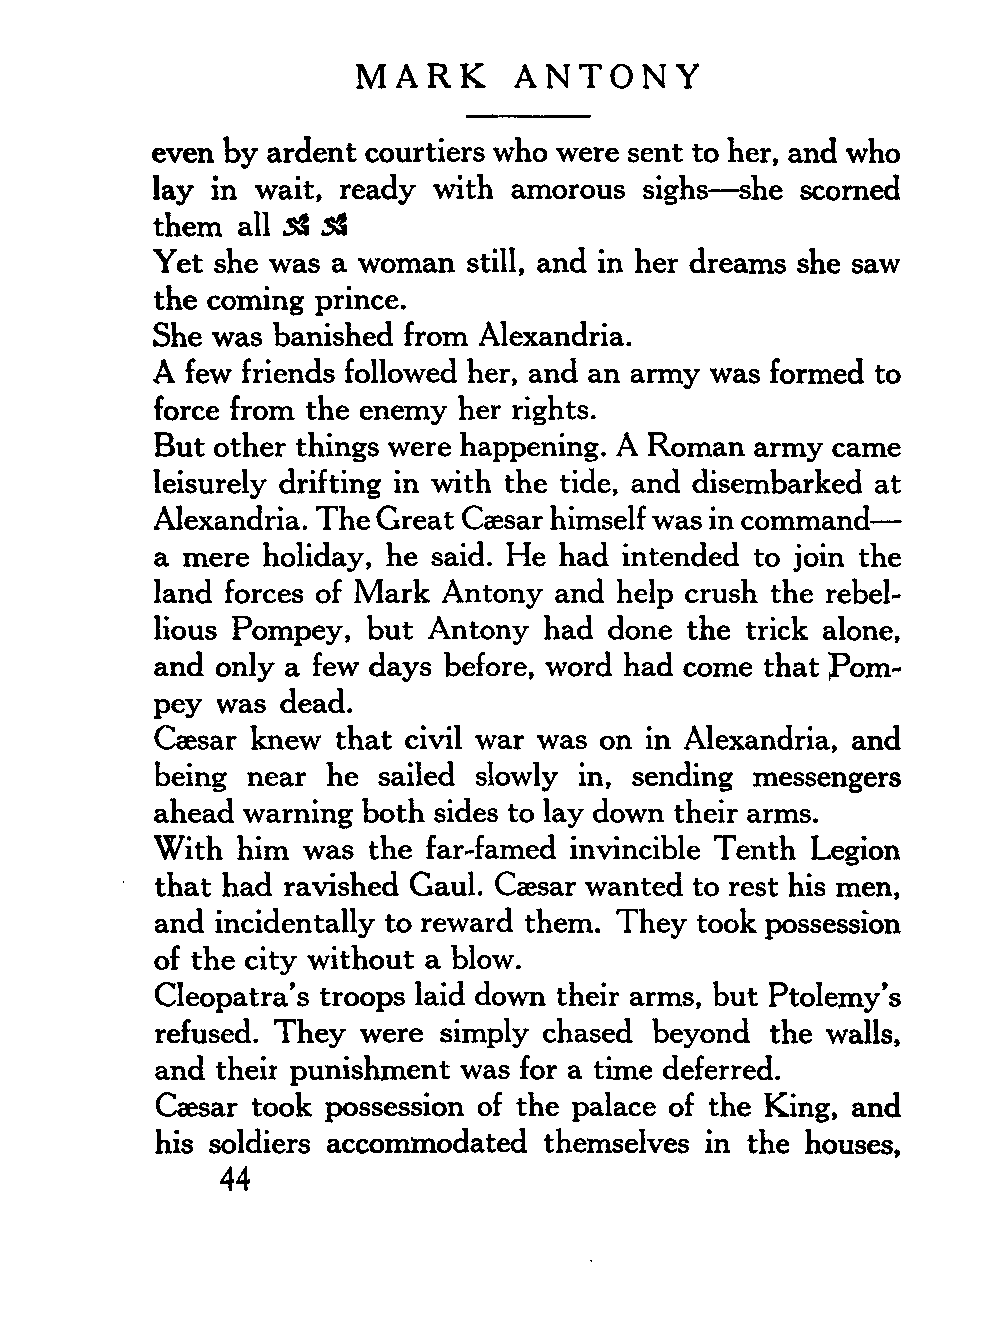 MARK ANTONY
even by ardent courtiers who were sent to her, and who
lay in wait, ready with amorous sighs—she scorned
them all
Yet she was a woman still, and in her dreams she saw
the coming prince.
She was banished from Alexandria.
A few friends followed her, and an army was formed to
force from the enemy her rights.
But other things were happening. A Roman army came
leisurely drifting in with the tide, and disembarked at
Alexandria. The Great Cæsar himself was in command—
a mere holiday, he said. He had intended to join the
land forces of Mark Antony and help crush the rebel-
lious Pompey, but Antony had done the trick alone,
and only a few days before, word had come that Pom-
pey was dead.
Cæsar knew that civil war was on in Alexandria, and
being near he sailed slowly in, sending messengers
ahead warning both sides to lay down their arms.
With him was the far-famed invincible Tenth Legion
that had ravished Gaul. Cæsar wanted to rest his men,
and incidentally to reward them. They took possession
of the city without a blow.
Cleopatra's troops laid down their arms, but Ptolemy's
refused. They were simply chased beyond the walls,
and their punishment was for a time deferred.
Cæsar took possession of the palace of the King, and
his soldiers accommodated themselves in the houses,
44